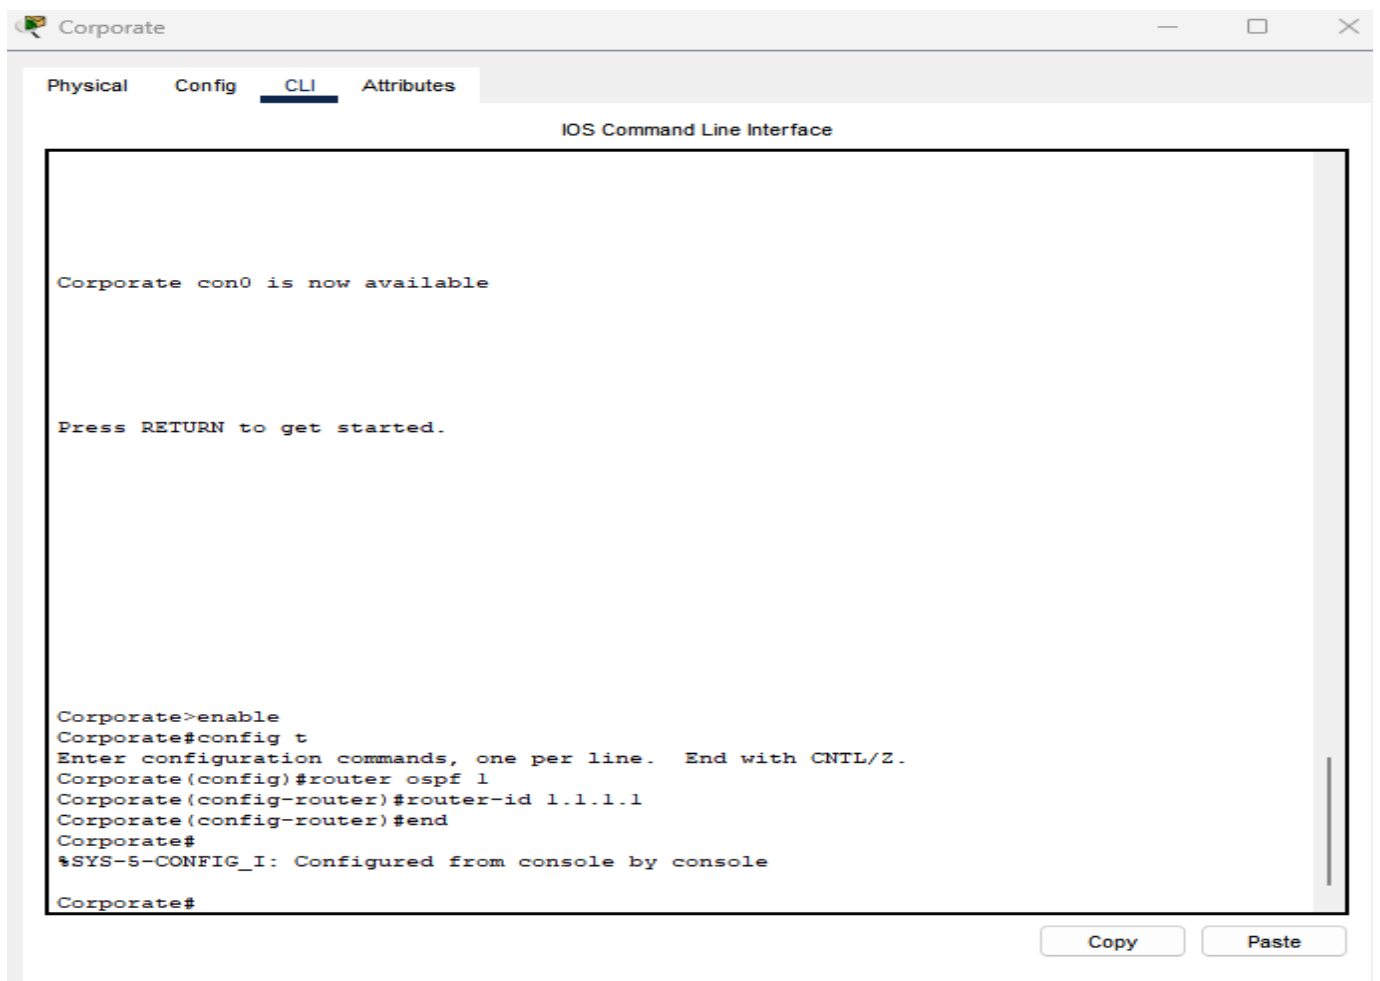 Corporate
Physical Config CLI Attributes
IOS Command Line Interface
Corporate con0 is now available
Press RETURN to get started.
Corporate>enable
Corporate#config t
Enter configuration commands, one per line.  End with CNTL/Z.
Corporate(config)#router ospf 1
Corporate(config-router)#router-id 1.1.1.1
Corporate(config-router)#end
Corporate#
%SYS-5-CONFIG_I: Configured from console by console
Corporate#
Copy Paste